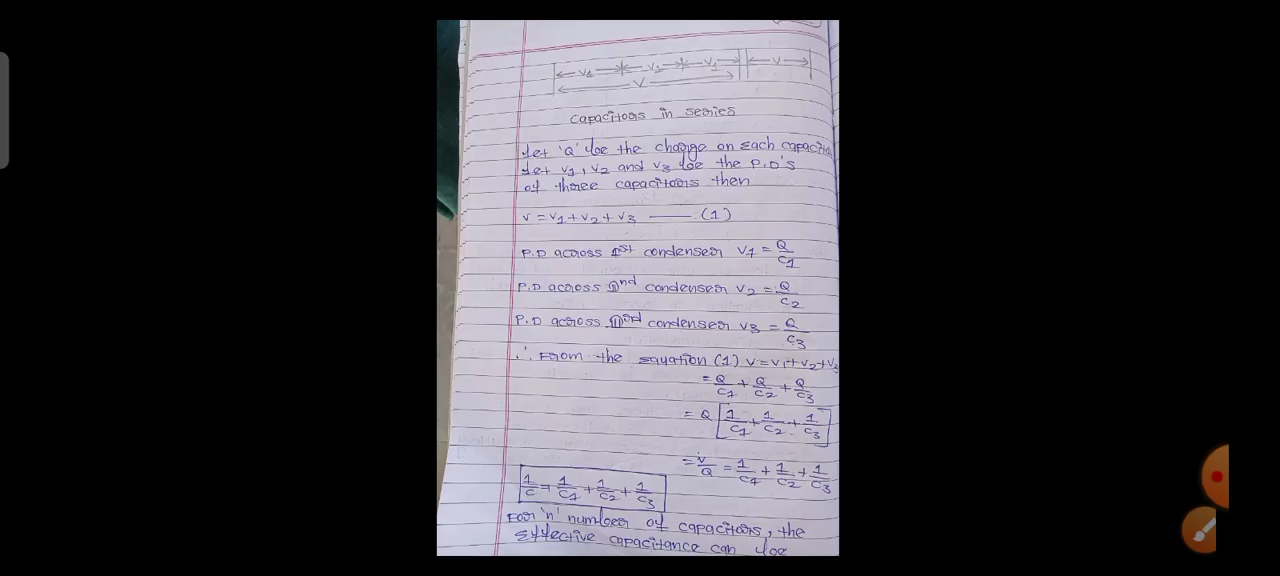 V1 V2 V1 V
V
Capacitors in series
Let 'Q' be the charge on each capacitor
Let V1, V2 and V3 be the P.D's
of three capacitors then
V = V1 + V2 + V3 —— (1)
P.D across Ist condenser V1 = Q/C1
P.D across IInd condenser V2 = Q/C2
P.D across IIIrd condenser V3 = Q/C3
∴ From the equation (1) V = V1 + V2 + V3
= Q/C1 + Q/C2 + Q/C3
= Q [1/C1 + 1/C2 + 1/C3]
= V/Q = 1/C1 + 1/C2 + 1/C3
1/C = 1/C1 + 1/C2 + 1/C3
For 'n' number of capacitors, the
effective capacitance can be